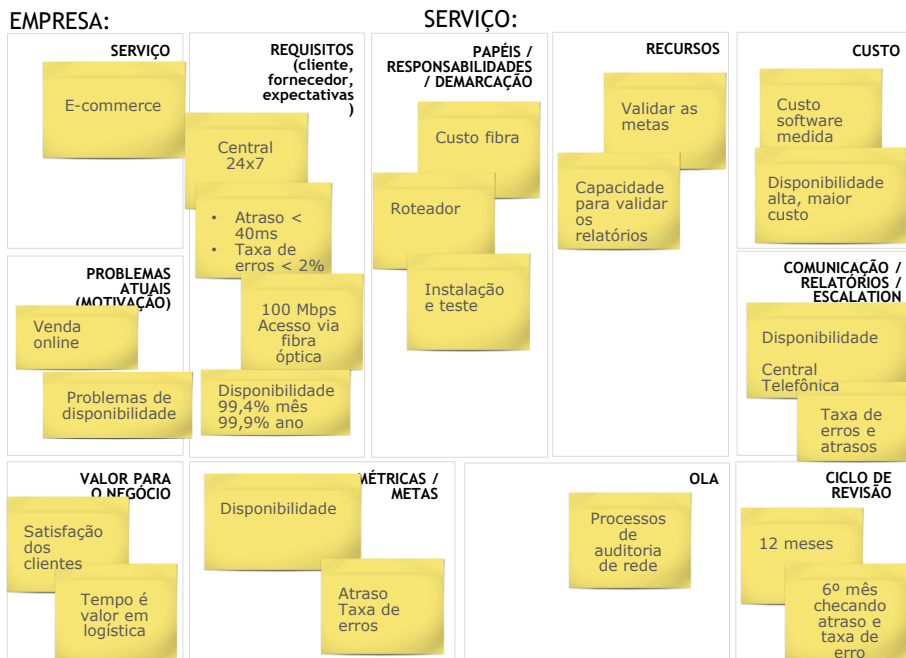 EMPRESA:
SERVIÇO:
SERVIÇO
E-commerce
REQUISITOS
(cliente,
fornecedor,
expectativas
)
Central
24x7
• Atraso <
40ms
• Taxa de
erros < 2%
100 Mbps
Acesso via
fibra
óptica
Disponibilidade
99,4% mês
99,9% ano
PAPÉIS /
RESPONSABILIDADES
/ DEMARCAÇÃO
Custo fibra
Roteador
Instalação
e teste
RECURSOS
Validar as
metas
Capacidade
para validar
os
relatórios
CUSTO
Custo
software
medida
Disponibilidade
alta, maior
custo
PROBLEMAS
ATUAIS
(MOTIVAÇÃO)
Venda
online
Problemas de
disponibilidade
COMUNICAÇÃO /
RELATÓRIOS /
ESCALATION
Disponibilidade
Central
Telefônica
Taxa de
erros e
atrasos
VALOR PARA
O NEGÓCIO
Satisfação
dos
clientes
Tempo é
valor em
logística
MÉTRICAS /
METAS
Disponibilidade
Atraso
Taxa de
erros
OLA
Processos
de
auditoria
de rede
CICLO DE
REVISÃO
12 meses
6º mês
checando
atraso e
taxa de
erro